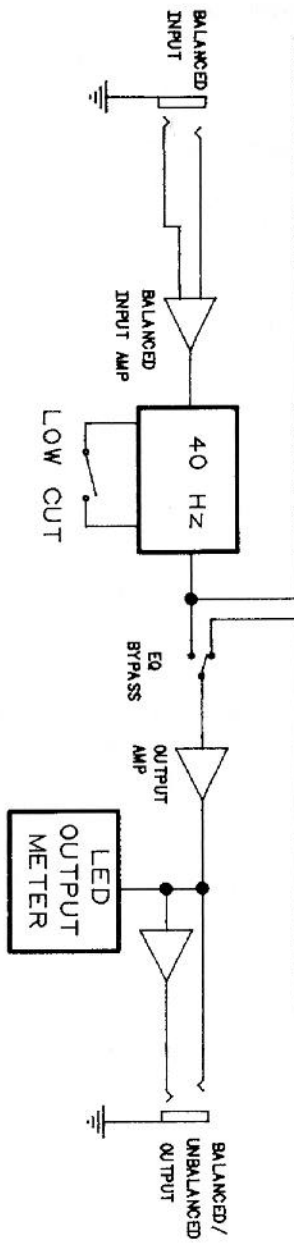 BALANCED
INPUT
BALANCED
INPUT AMP
40 Hz
LOW CUT
EQ
BYPASS
OUTPUT
AMP
LED
OUTPUT
METER
BALANCED/
UNBALANCED
OUTPUT